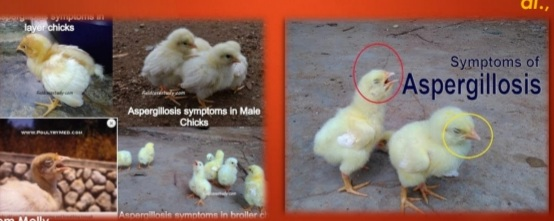 al.,
symptoms in
layer chicks
Aspergillosis symptoms in Male
Chicks
www.PoultryMed.com
Aspergillosis symptoms in broiler c
Symptoms of
Aspergillosis